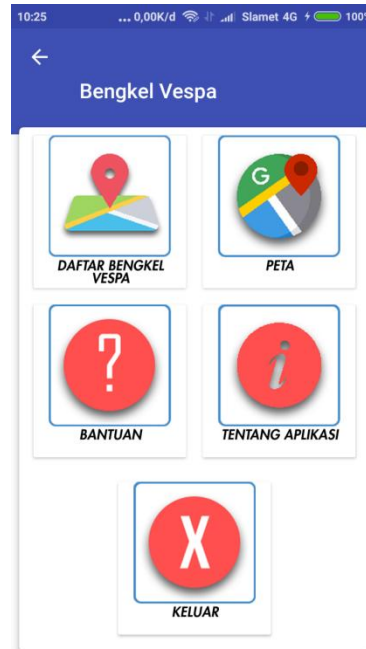 10:25 ... 0,00K/d Slamet 4G 100%
Bengkel Vespa
G
DAFTAR BENGKEL
VESPA
PETA
?
i
BANTUAN
TENTANG APLIKASI
X
KELUAR